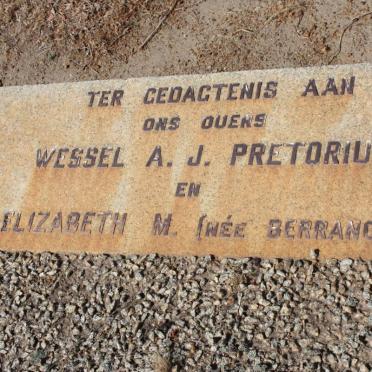 TER GEDAGTENIS AAN
ONS OUERS
WESSEL A. J. PRETORIU
EN
ELIZABETH M. (NÉE BERRANG